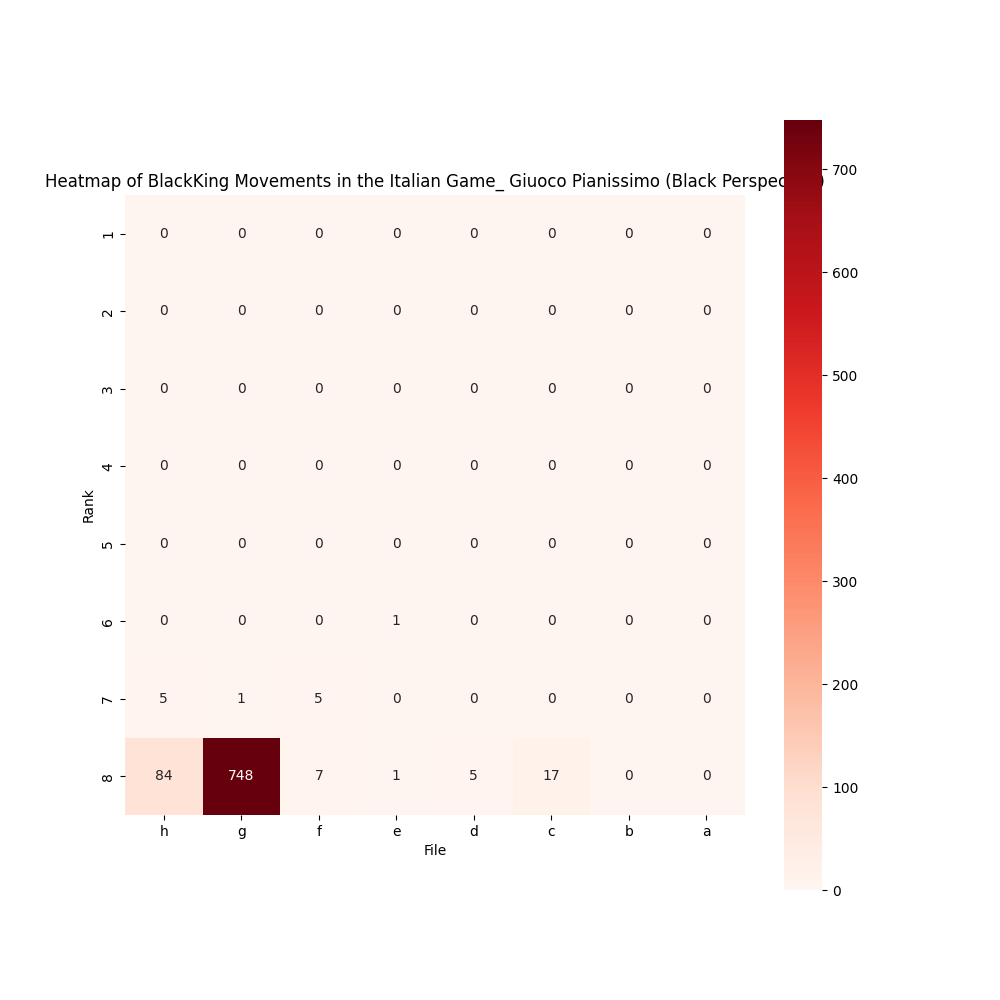 Heatmap of BlackKing Movements in the Italian Game_ Giuoco Pianissimo (Black Perspec )
700
1 0 0 0 0 0 0 0 0
600
2 0 0 0 0 0 0 0 0
500
3 0 0 0 0 0 0 0 0
400
4 0 0 0 0 0 0 0 0
Rank
5 0 0 0 0 0 0 0 0
300
6 0 0 0 1 0 0 0 0
200
7 5 1 5 0 0 0 0 0
100
8 84 748 7 1 5 17 0 0
h g f e d c b a
File
0